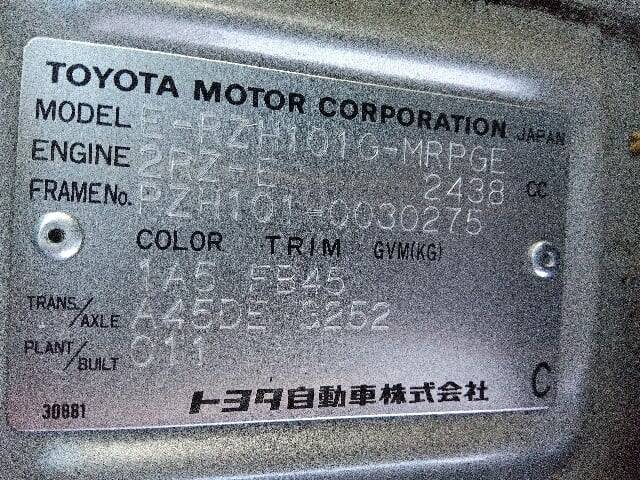 TOYOTA MOTOR CORPORATION JAPAN
MODEL E-RZH101G-MRPGE
ENGINE 2RZ-E 2438 CC
FRAME No. RZH101-0030275
COLOR TRIM GVM(KG)
1A5 FB45
TRANS/AXLE A45DE G252
PLANT/BUILT C11
30881 トヨタ自動車株式会社 C